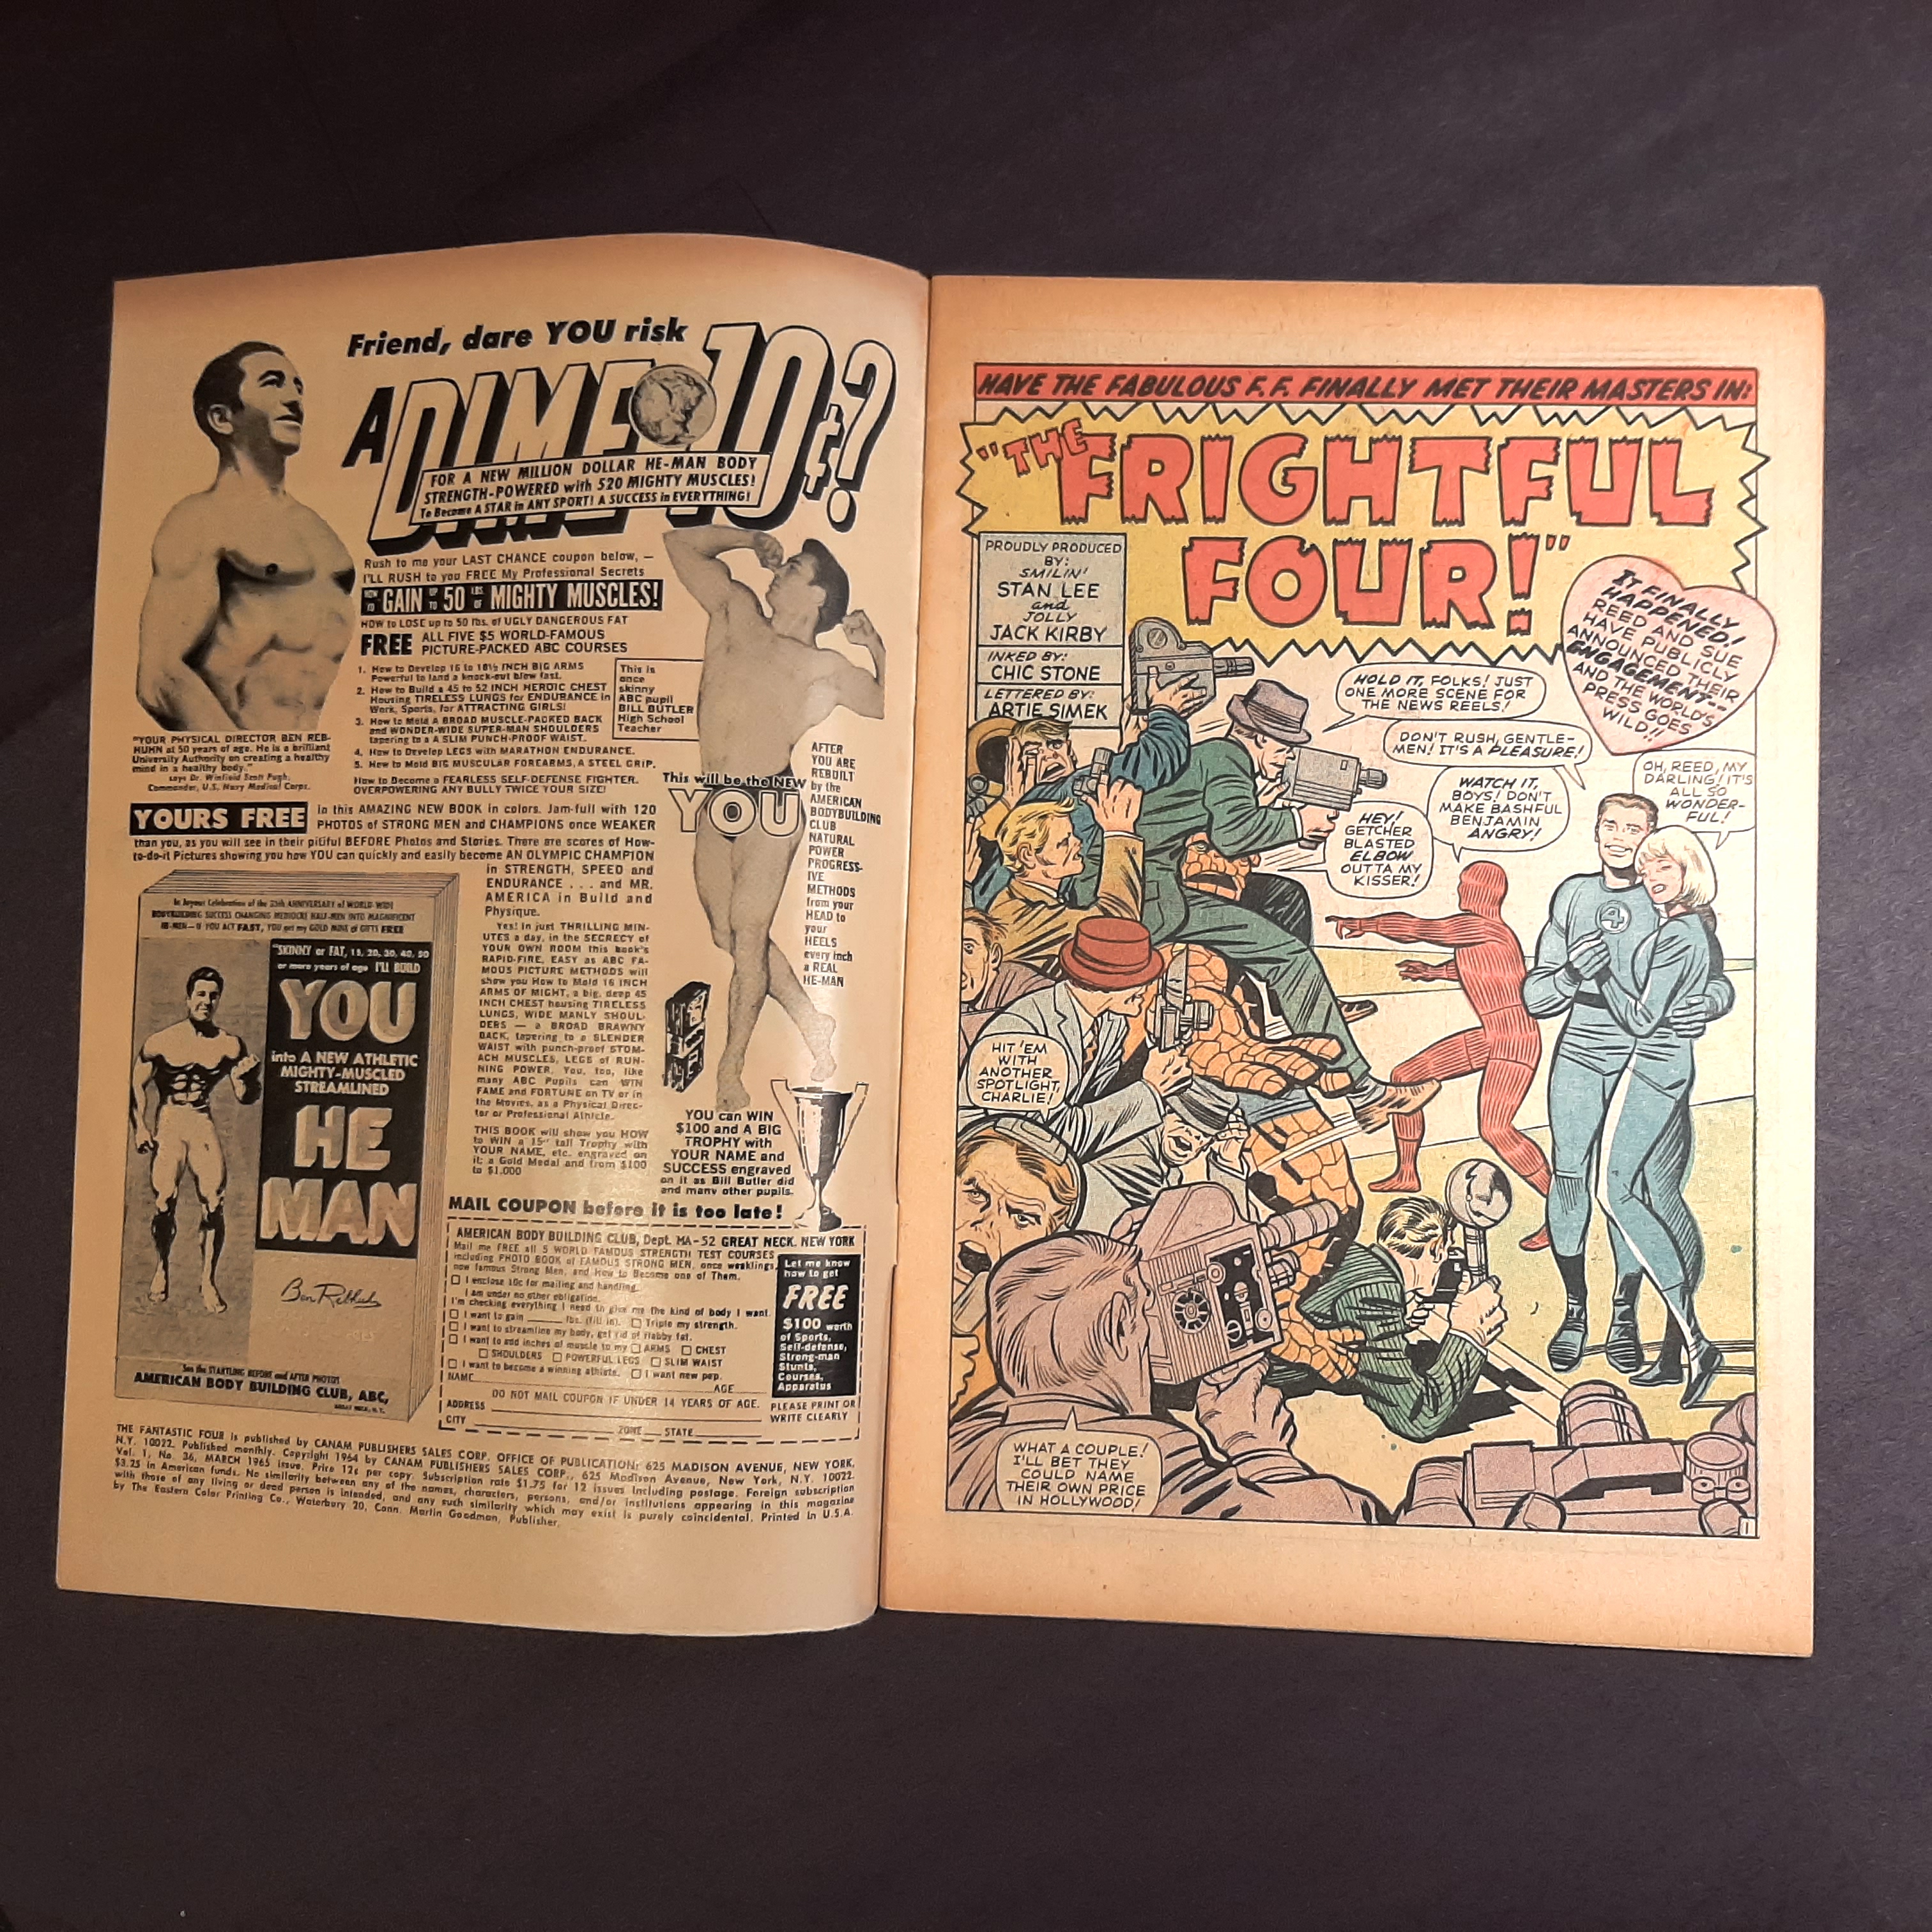 Friend, dare YOU risk
A DIME 10¢?
FOR A NEW MILLION DOLLAR HE-MAN BODY
STRENGTH-POWERED with 520 MIGHTY MUSCLES!
To Become A STAR in ANY SPORT! A SUCCESS in EVERYTHING!
Rush to me your LAST CHANCE coupon below, —
I'LL RUSH to you FREE My Professional Secrets
HOW TO GAIN UP TO 50 LBS. OF MIGHTY MUSCLES!
HOW to LOSE up to 50 lbs. of UGLY DANGEROUS FAT
FREE ALL FIVE $5 WORLD-FAMOUS
PICTURE-PACKED ABC COURSES
1. How to Develop 16 to 16½ INCH BIG ARMS
Powerful to land a knock-out blow fast.
2. How to Build a 45 to 52 INCH HEROIC CHEST
Housing TIRELESS LUNGS for ENDURANCE in
Work, Sports, for ATTRACTING GIRLS!
3. How to Mold A BROAD MUSCLE-PACKED BACK
and WONDER-WIDE SUPER-MAN SHOULDERS
tapering to a A SLIM PUNCH-PROOF WAIST.
4. How to Develop LEGS with MARATHON ENDURANCE.
5. How to Mold BIG MUSCULAR FOREARMS, A STEEL GRIP.
How to Become a FEARLESS SELF-DEFENSE FIGHTER.
OVERPOWERING ANY BULLY TWICE YOUR SIZE!
This is
once
skinny
ABC pupil
BILL BUTLER
High School
Teacher
"YOUR PHYSICAL DIRECTOR BEN REB-
HUHN at 50 years of age. He is a brilliant
University Authority on creating a healthy
mind in a healthy body."
says Dr. Winfield Scott Pugh,
Commander, U.S. Navy Medical Corps.
This will be the NEW
YOU
AFTER
YOU ARE
REBUILT
by the
AMERICAN
BODYBUILDING
CLUB
NATURAL
POWER
PROGRESS-
IVE
METHODS
from your
HEAD to
your
HEELS
every inch
a REAL
HE-MAN
YOURS FREE
in this AMAZING NEW BOOK in colors. Jam-full with 120
PHOTOS of STRONG MEN and CHAMPIONS once WEAKER
than you, as you will see in their pitiful BEFORE Photos and Stories. There are scores of How-
to-do-it Pictures showing you how YOU can quickly and easily become AN OLYMPIC CHAMPION
in STRENGTH, SPEED and
ENDURANCE . . . and MR.
AMERICA in Build and
Physique.
Yes! In just THRILLING MIN-
UTES a day, in the SECRECY of
YOUR OWN ROOM this book's
RAPID-FIRE, EASY as ABC FA-
MOUS PICTURE METHODS will
show you How to Mold 16 INCH
ARMS OF MIGHT, a big, deep 45
INCH CHEST housing TIRELESS
LUNGS, WIDE MANLY SHOUL-
DERS — a BROAD BRAWNY
BACK, tapering to a SLENDER
WAIST with punch-proof STOM-
ACH MUSCLES, LEGS of RUN-
NING POWER. You, too, like
many ABC Pupils can WIN
FAME and FORTUNE on TV or in
the Movies, as a Physical Direc-
tor or Professional Athlete.
THIS BOOK will show you HOW
to WIN a 15" tall Trophy with
YOUR NAME, etc. engraved on
it; a Gold Medal and from $100
to $1,000
In Joyous Celebration of the 25th ANNIVERSARY of WORLD-WIDE
BODYBUILDING SUCCESS CHANGING MEDIOCRE HALF-MEN INTO MAGNIFICENT
HE-MEN—IF YOU ACT FAST, YOU get my GOLD MINE of GIFTS FREE
"SKINNY or FAT, 15, 20, 30, 40, 50
or more years of age I'LL BUILD
YOU
into A NEW ATHLETIC
MIGHTY-MUSCLED
STREAMLINED
HE
MAN
Ben Rebhuhn
See the STARTLING BEFORE and AFTER PHOTOS
AMERICAN BODY BUILDING CLUB, ABC,
GREAT NECK, N.Y.
YOU can WIN
$100 and A BIG
TROPHY with
YOUR NAME and
SUCCESS engraved
on it as Bill Butler did
and many other pupils.
MAIL COUPON before it is too late!
AMERICAN BODY BUILDING CLUB, Dept. MA-52 GREAT NECK, NEW YORK
Mail me FREE all 5 WORLD FAMOUS STRENGTH TEST COURSES
including PHOTO BOOK of FAMOUS STRONG MEN, once weaklings,
now famous Strong Men, and How to Become one of Them.
I enclose 10c for mailing and handling.
I am under no other obligation.
I'm checking everything I need to give me the kind of body I want.
I want to gain lbs. (fill in). Triple my strength.
I want to streamline my body, get rid of flabby fat.
I want to add inches of muscle to my ARMS CHEST
SHOULDERS POWERFUL LEGS SLIM WAIST
I want to become a winning athlete. I want new pep.
NAME AGE
DO NOT MAIL COUPON IF UNDER 14 YEARS OF AGE.
ADDRESS
CITY ZONE STATE
Let me know
how to get
FREE
$100 worth
of Sports,
Self-defense,
Strong-man
Stunts,
Courses,
Apparatus
PLEASE PRINT OR
WRITE CLEARLY
THE FANTASTIC FOUR is published by CANAM PUBLISHERS SALES CORP. OFFICE OF PUBLICATION: 625 MADISON AVENUE, NEW YORK,
N.Y. 10022. Published monthly. Copyright 1964 by CANAM PUBLISHERS SALES CORP., 625 Madison Avenue, New York, N.Y. 10022.
Vol. 1, No. 36, MARCH 1965 issue. Price 12¢ per copy. Subscription rate $1.75 for 12 issues including postage. Foreign subscription
$3.25 in American funds. No similarity between any of the names, characters, persons, and/or institutions appearing in this magazine
with those of any living or dead person is intended, and any such similarity which may exist is purely coincidental. Printed in U.S.A.
by The Eastern Color Printing Co., Waterbury 20, Conn. Martin Goodman, Publisher.
HAVE THE FABULOUS F.F. FINALLY MET THEIR MASTERS IN:
"THE FRIGHTFUL
FOUR!"
PROUDLY PRODUCED
BY:
SMILIN'
STAN LEE
and
JOLLY
JACK KIRBY
INKED BY:
CHIC STONE
LETTERED BY:
ARTIE SIMEK
IT FINALLY
HAPPENED!
REED AND SUE
HAVE PUBLICLY
ANNOUNCED THEIR
ENGAGEMENT--
AND THE WORLD'S
PRESS GOES
WILD!!
HOLD IT, FOLKS! JUST
ONE MORE SCENE FOR
THE NEWS REELS!
DON'T RUSH, GENTLE-
MEN! IT'S A PLEASURE!
OH, REED, MY
DARLING! IT'S
ALL SO
WONDER-
FUL!
WATCH IT,
BOYS! DON'T
MAKE BASHFUL
BENJAMIN
ANGRY!
HEY!
GETCHER
BLASTED
ELBOW
OUTTA MY
KISSER!
4
HIT 'EM
WITH
ANOTHER
SPOTLIGHT,
CHARLIE!
WHAT A COUPLE!
I'LL BET THEY
COULD NAME
THEIR OWN PRICE
IN HOLLYWOOD!
1